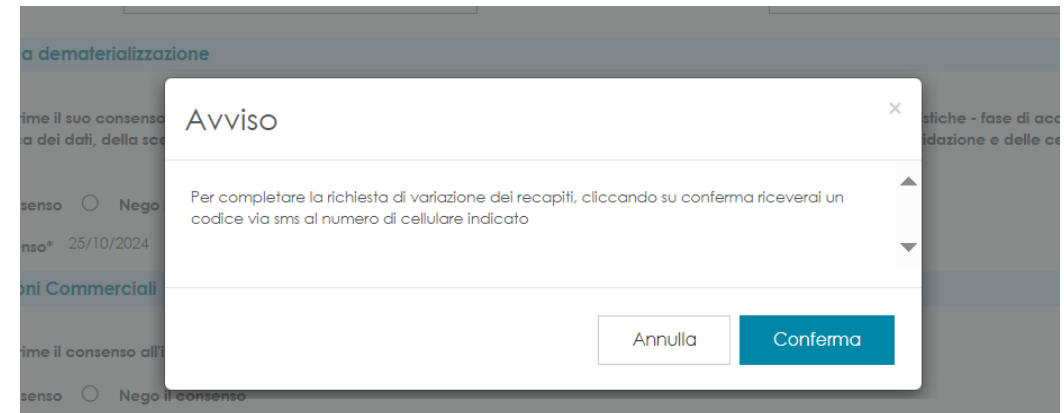 a dematerializzazione
Avviso
×
rime il suo consenso
stiche - fase di acc
a dei dati, della sce
idazione e delle ce
Per completare la richiesta di variazione dei recapiti, cliccando su conferma riceverai un
codice via sms al numero di cellulare indicato
senso Nego
nso* 25/10/2024
oni Commerciali
Annulla Conferma
rime il consenso all'i
senso Nego il consenso